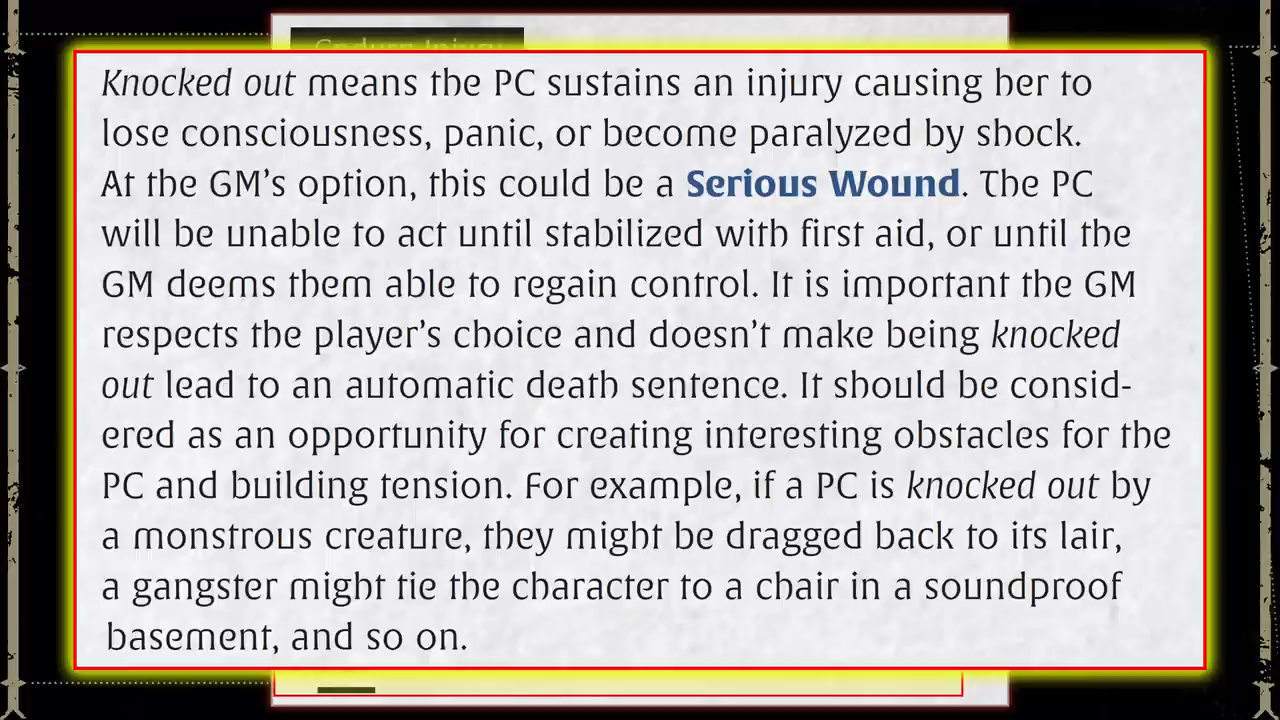 Endure Injury
Knocked out means the PC sustains an injury causing her to
lose consciousness, panic, or become paralyzed by shock.
At the GM’s option, this could be a Serious Wound. The PC
will be unable to act until stabilized with first aid, or until the
GM deems them able to regain control. It is important the GM
respects the player’s choice and doesn’t make being knocked
out lead to an automatic death sentence. It should be consid-
ered as an opportunity for creating interesting obstacles for the
PC and building tension. For example, if a PC is knocked out by
a monstrous creature, they might be dragged back to its lair,
a gangster might tie the character to a chair in a soundproof
basement, and so on.